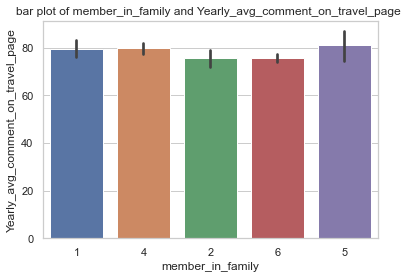 bar plot of member_in_family and Yearly_avg_comment_on_travel_page
Yearly_avg_comment_on_travel_page
80
60
40
20
0
1 4 2 6 5
member_in_family